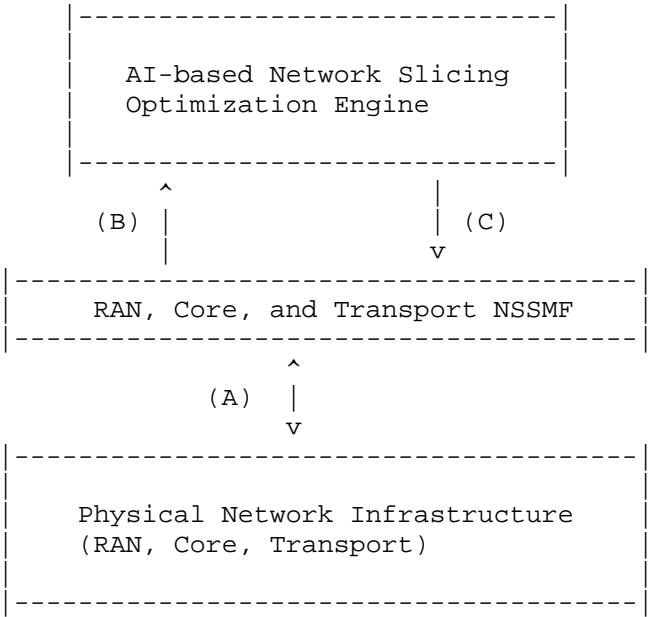 AI-based Network Slicing
Optimization Engine
(B) (C)
RAN, Core, and Transport NSSMF
(A)
Physical Network Infrastructure
(RAN, Core, Transport)